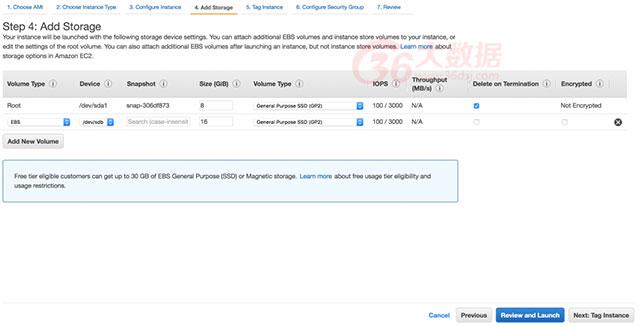 1. Choose AMI 2. Choose Instance Type 3. Configure Instance 4. Add Storage 5. Tag Instance 6. Configure Security Group 7. Review
Step 4: Add Storage
Your instance will be launched with the following storage device settings. You can attach additional EBS volumes and instance store volumes to your instance, or
edit the settings of the root volume. You can also attach additional EBS volumes after launching an instance, but not instance store volumes. Learn more about
storage options in Amazon EC2.
36大数据
www.36dsj.com
Volume Type Device Snapshot Size (GiB) Volume Type IOPS Throughput (MB/s) Delete on Termination Encrypted
Root /dev/sda1 snap-306df873 8 General Purpose SSD (GP2) 100 / 3000 N/A Not Encrypted
EBS /dev/sdb Search (case-insensit 16 General Purpose SSD (GP2) 100 / 3000 N/A
Add New Volume
Free tier eligible customers can get up to 30 GB of EBS General Purpose (SSD) or Magnetic storage. Learn more about free usage tier eligibility and
usage restrictions.
Cancel Previous Review and Launch Next: Tag Instance